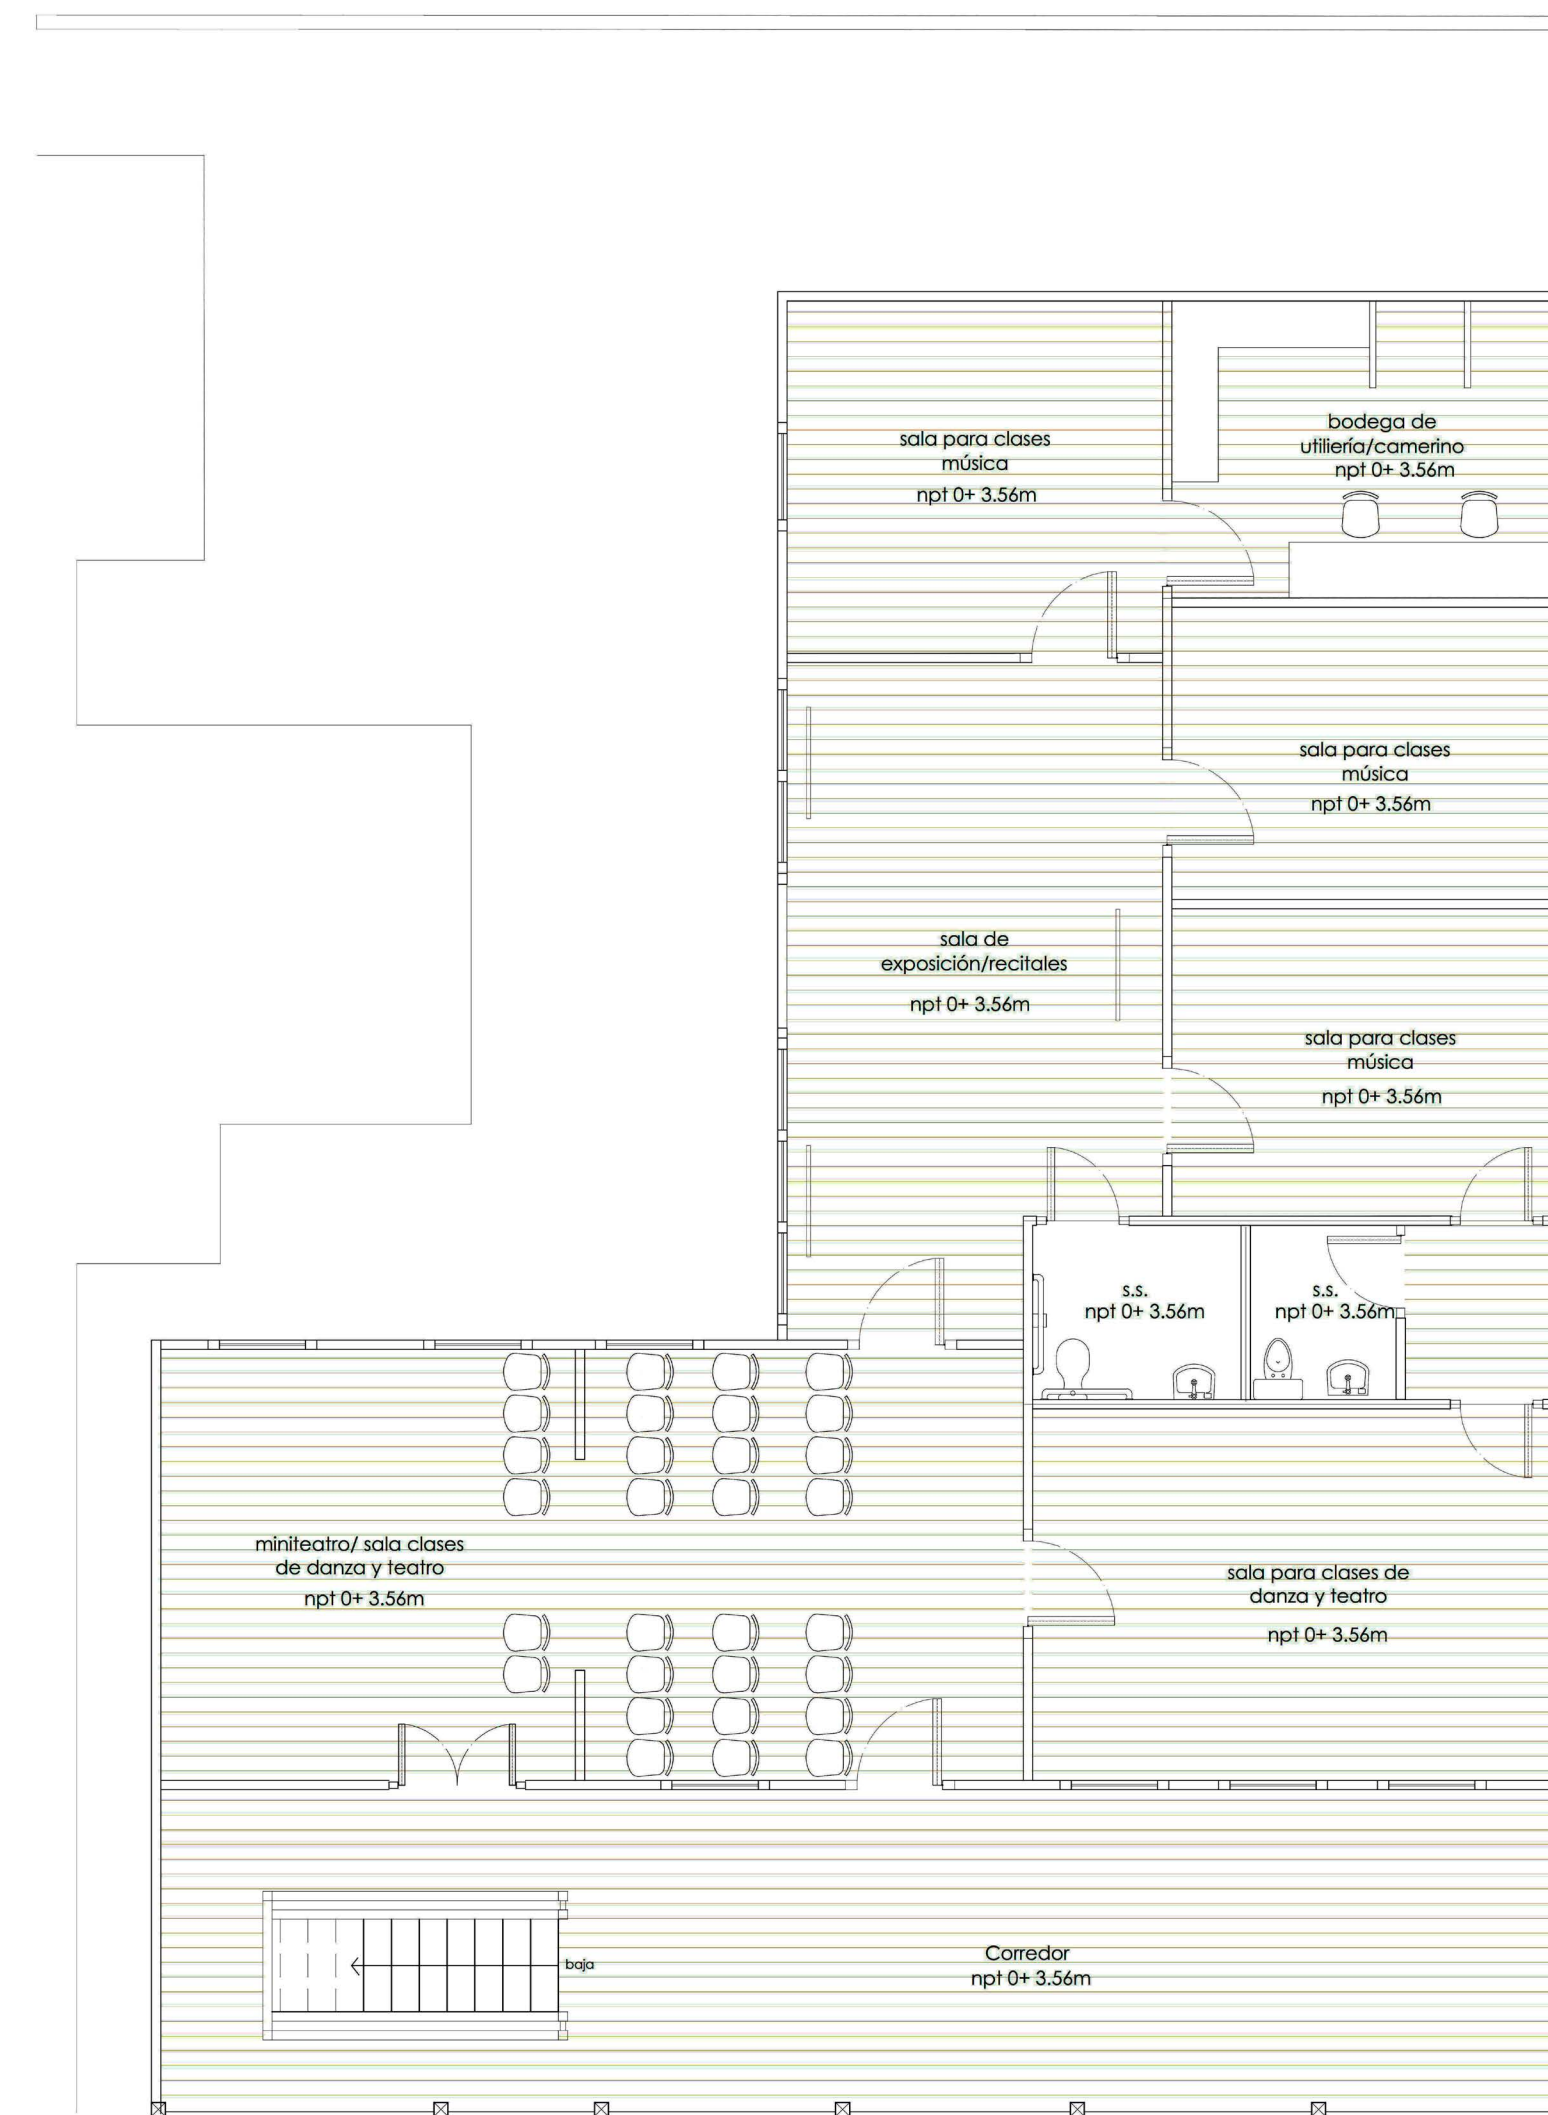 sala para clases
música
npt 0+ 3.56m
bodega de
utiliería/camerino
npt 0+ 3.56m
sala para clases
música
npt 0+ 3.56m
sala de
exposición/recitales
npt 0+ 3.56m
sala para clases
música
npt 0+ 3.56m
s.s.
npt 0+ 3.56m
s.s.
npt 0+ 3.56m
miniteatro/ sala clases
de danza y teatro
npt 0+ 3.56m
sala para clases de
danza y teatro
npt 0+ 3.56m
baja
Corredor
npt 0+ 3.56m